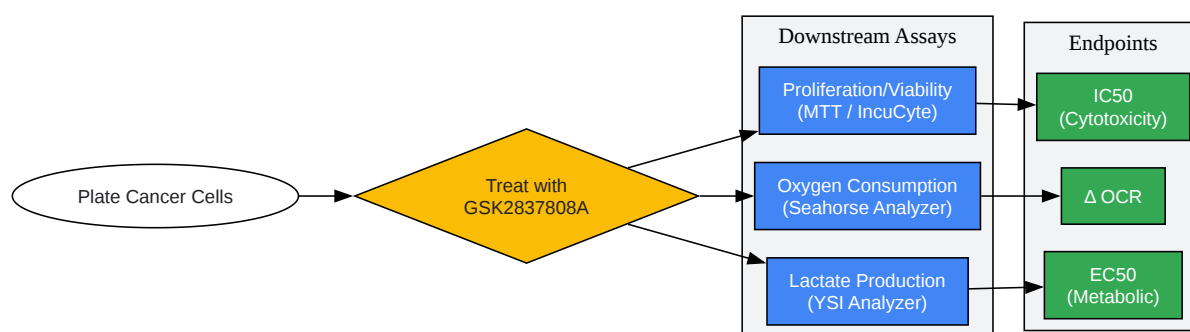 Plate Cancer Cells
Treat with
GSK2837808A
Downstream Assays
Proliferation/Viability
(MTT / IncuCyte)
Oxygen Consumption
(Seahorse Analyzer)
Lactate Production
(YSI Analyzer)
Endpoints
IC50
(Cytotoxicity)
Δ OCR
EC50
(Metabolic)